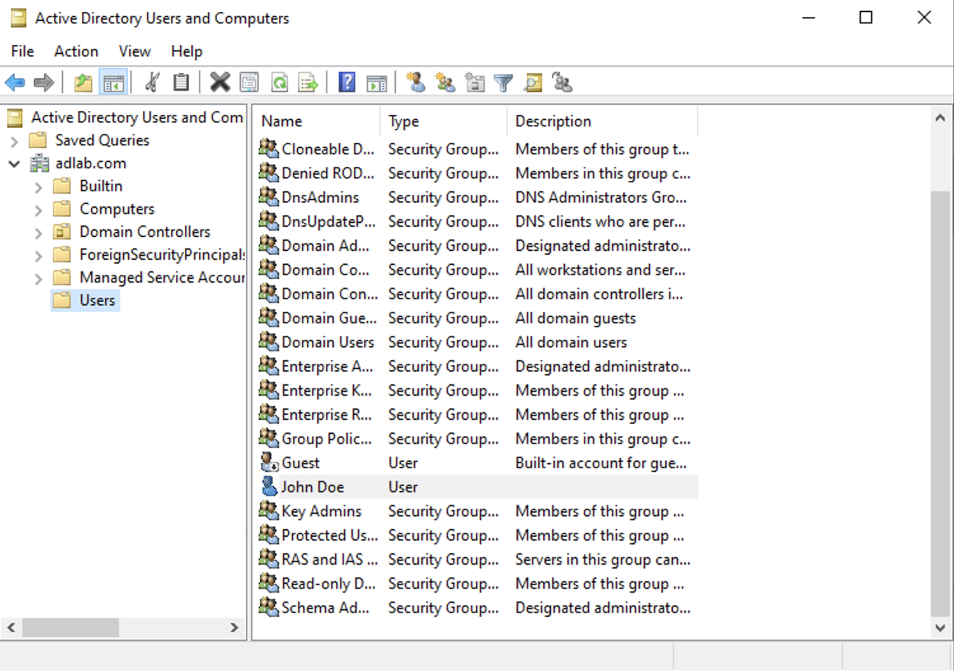 Active Directory Users and Computers
File Action View Help
Active Directory Users and Com
Saved Queries
adlab.com
Builtin
Computers
Domain Controllers
ForeignSecurityPrincipals
Managed Service Accour
Users
Name Type Description
Cloneable D... Security Group... Members of this group t...
Denied ROD... Security Group... Members in this group c...
DnsAdmins Security Group... DNS Administrators Gro...
DnsUpdateP... Security Group... DNS clients who are per...
Domain Ad... Security Group... Designated administrato...
Domain Co... Security Group... All workstations and ser...
Domain Con... Security Group... All domain controllers i...
Domain Gue... Security Group... All domain guests
Domain Users Security Group... All domain users
Enterprise A... Security Group... Designated administrato...
Enterprise K... Security Group... Members of this group ...
Enterprise R... Security Group... Members of this group ...
Group Polic... Security Group... Members in this group c...
Guest User Built-in account for gue...
John Doe User
Key Admins Security Group... Members of this group ...
Protected Us... Security Group... Members of this group ...
RAS and IAS ... Security Group... Servers in this group can...
Read-only D... Security Group... Members of this group ...
Schema Ad... Security Group... Designated administrato...